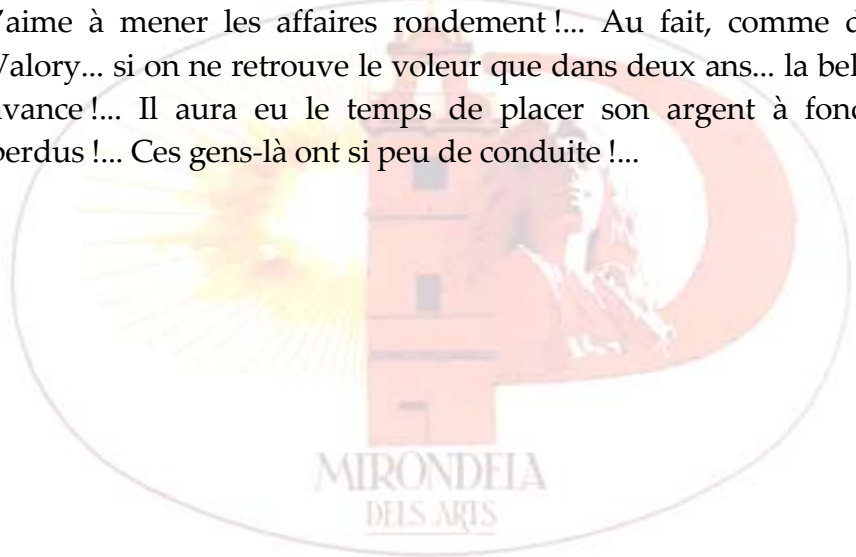 'aime à mener les affaires rondement !... Au fait, comme d
Valory... si on ne retrouve le voleur que dans deux ans... la bel
avance !... Il aura eu le temps de placer son argent à fond
perdus !... Ces gens-là ont si peu de conduite !...
MIRONDELA
DELS ARTS